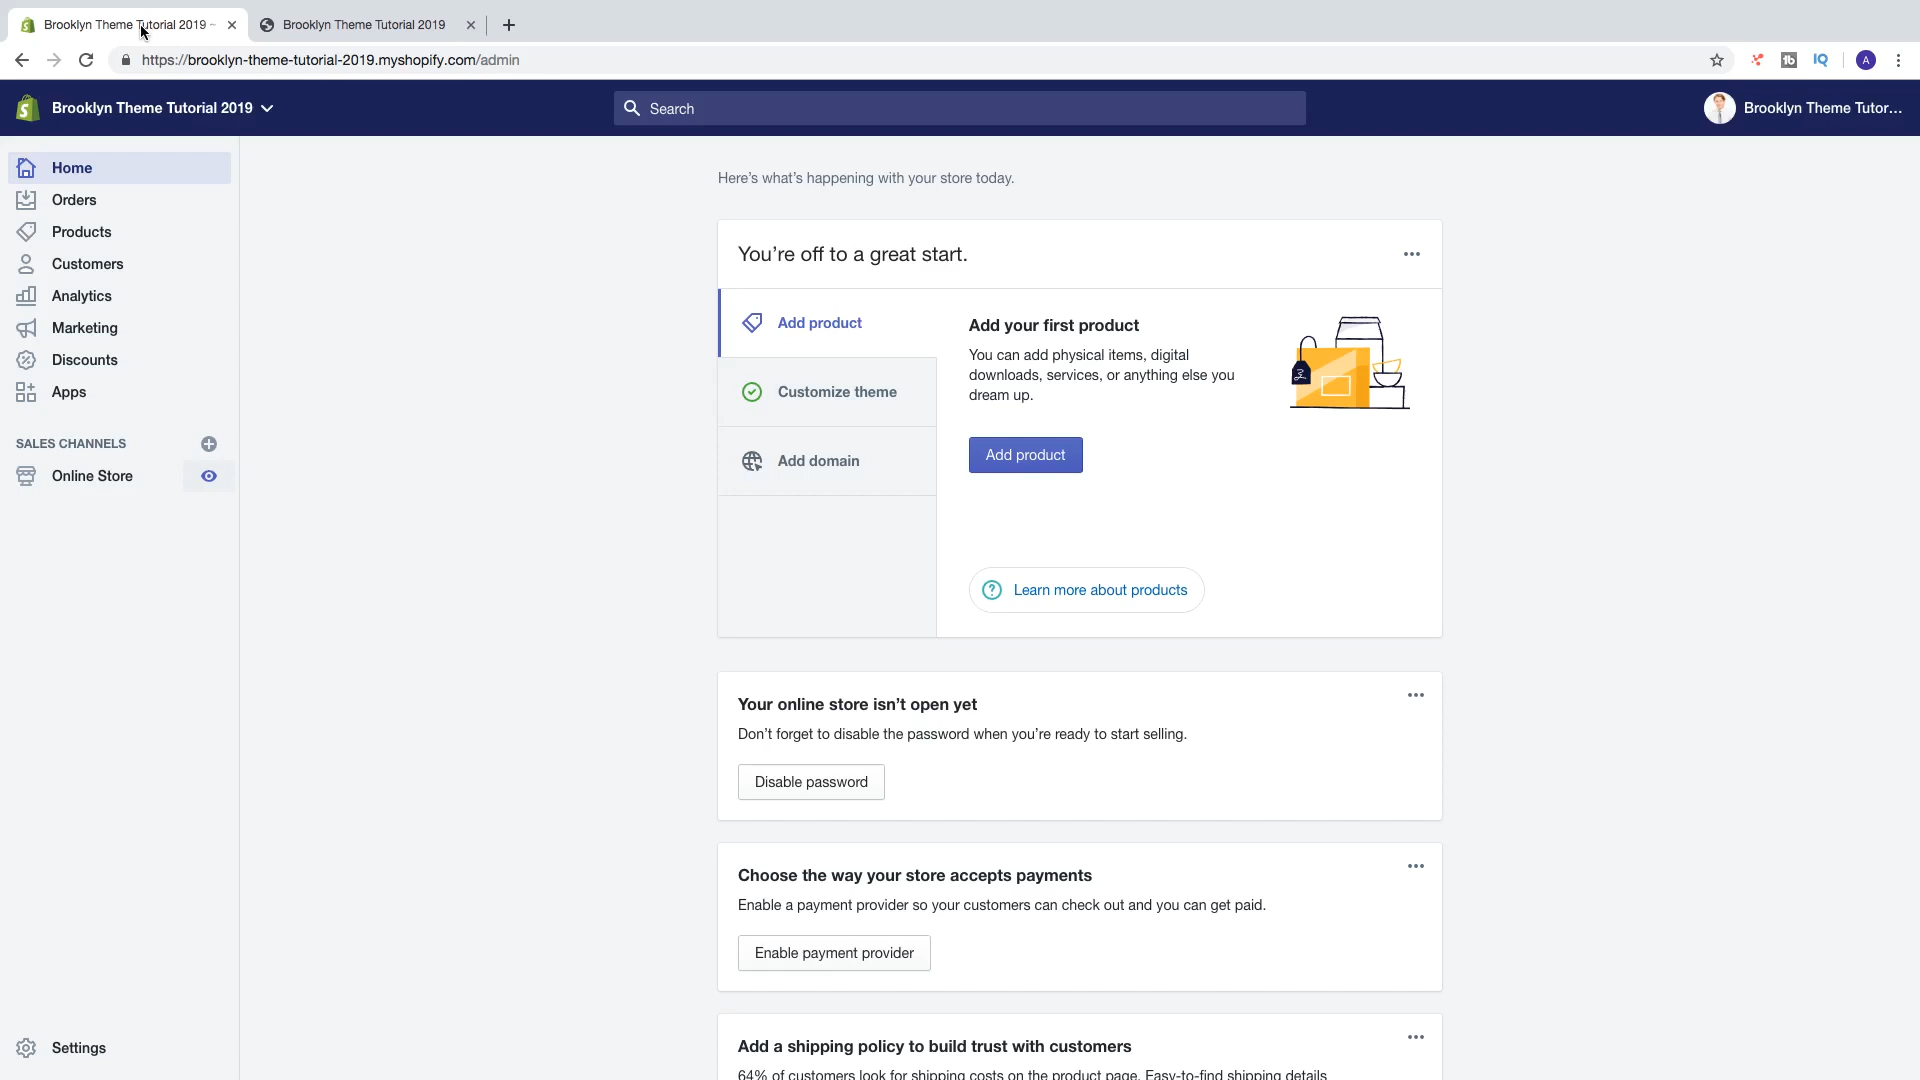 Brooklyn Theme Tutorial 2019 ~
Brooklyn Theme Tutorial 2019
https://brooklyn-theme-tutorial-2019.myshopify.com/admin
A
Brooklyn Theme Tutorial 2019
Search
Brooklyn Theme Tutor...
Home
Orders
Products
Customers
Analytics
Marketing
Discounts
Apps
SALES CHANNELS
Online Store
Settings
Here's what's happening with your store today.
You're off to a great start.
Add product
Customize theme
Add domain
Add your first product
You can add physical items, digital
downloads, services, or anything else you
dream up.
Add product
Learn more about products
Your online store isn't open yet
Don't forget to disable the password when you're ready to start selling.
Disable password
Choose the way your store accepts payments
Enable a payment provider so your customers can check out and you can get paid.
Enable payment provider
Add a shipping policy to build trust with customers
64% of customers look for shipping costs on the product page. Easy-to-find shipping details